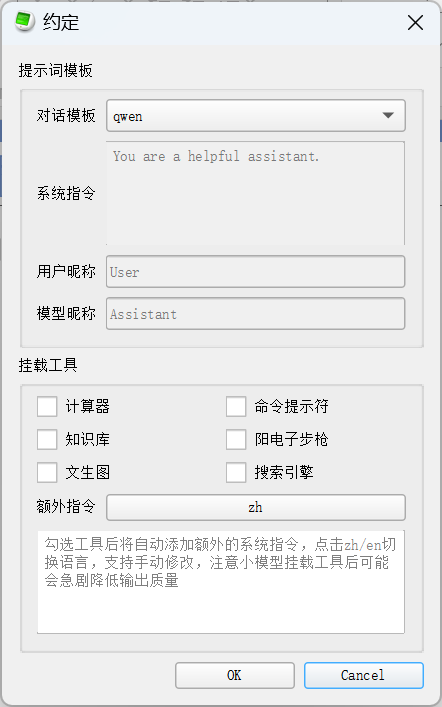 约定
提示词模板
对话模板 qwen
系统指令 You are a helpful assistant.
用户昵称 User
模型昵称 Assistant
挂载工具
计算器 命令提示符
知识库 阳电子步枪
文生图 搜索引擎
额外指令 zh
勾选工具后将自动添加额外的系统指令，点击zh/en切
换语言，支持手动修改，注意小模型挂载工具后可能
会急剧降低输出质量
OK Cancel